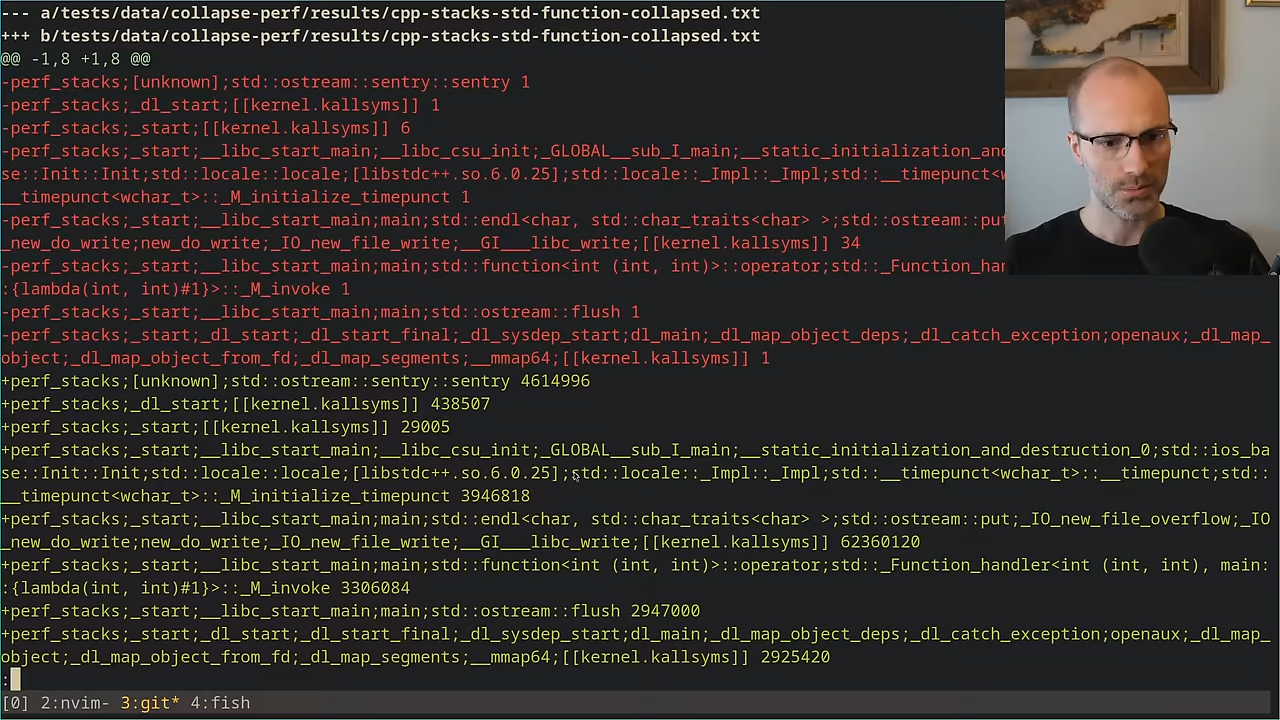 --- a/tests/data/collapse-perf/results/cpp-stacks-std-function-collapsed.txt
+++ b/tests/data/collapse-perf/results/cpp-stacks-std-function-collapsed.txt
@@ -1,8 +1,8 @@
-perf_stacks;[unknown];std::ostream::sentry::sentry 1
-perf_stacks;_dl_start;[[kernel.kallsyms]] 1
-perf_stacks;_start;[[kernel.kallsyms]] 6
-perf_stacks;_start;__libc_start_main;__libc_csu_init;_GLOBAL__sub_I_main;__static_initialization_and
se::Init::Init;std::locale::locale;[libstdc++.so.6.0.25];std::locale::_Impl::_Impl;std::__timepunct<w
__timepunct<wchar_t>::_M_initialize_timepunct 1
-perf_stacks;_start;__libc_start_main;main;std::endl<char, std::char_traits<char> >;std::ostream::put
_new_do_write;new_do_write;_IO_new_file_write;__GI___libc_write;[[kernel.kallsyms]] 34
-perf_stacks;_start;__libc_start_main;main;std::function<int (int, int)>::operator;std::_Function_han
:{lambda(int, int)#1}>::_M_invoke 1
-perf_stacks;_start;__libc_start_main;main;std::ostream::flush 1
-perf_stacks;_start;_dl_start;_dl_start_final;_dl_sysdep_start;dl_main;_dl_map_object_deps;_dl_catch_exception;openaux;_dl_map_
object;_dl_map_object_from_fd;_dl_map_segments;__mmap64;[[kernel.kallsyms]] 1
+perf_stacks;[unknown];std::ostream::sentry::sentry 4614996
+perf_stacks;_dl_start;[[kernel.kallsyms]] 438507
+perf_stacks;_start;[[kernel.kallsyms]] 29005
+perf_stacks;_start;__libc_start_main;__libc_csu_init;_GLOBAL__sub_I_main;__static_initialization_and_destruction_0;std::ios_ba
se::Init::Init;std::locale::locale;[libstdc++.so.6.0.25];std::locale::_Impl::_Impl;std::__timepunct<wchar_t>::__timepunct;std::
__timepunct<wchar_t>::_M_initialize_timepunct 3946818
+perf_stacks;_start;__libc_start_main;main;std::endl<char, std::char_traits<char> >;std::ostream::put;_IO_new_file_overflow;_IO
_new_do_write;new_do_write;_IO_new_file_write;__GI___libc_write;[[kernel.kallsyms]] 62360120
+perf_stacks;_start;__libc_start_main;main;std::function<int (int, int)>::operator;std::_Function_handler<int (int, int), main:
:{lambda(int, int)#1}>::_M_invoke 3306084
+perf_stacks;_start;__libc_start_main;main;std::ostream::flush 2947000
+perf_stacks;_start;_dl_start;_dl_start_final;_dl_sysdep_start;dl_main;_dl_map_object_deps;_dl_catch_exception;openaux;_dl_map_
object;_dl_map_object_from_fd;_dl_map_segments;__mmap64;[[kernel.kallsyms]] 2925420
:
[0] 2:nvim- 3:git* 4:fish